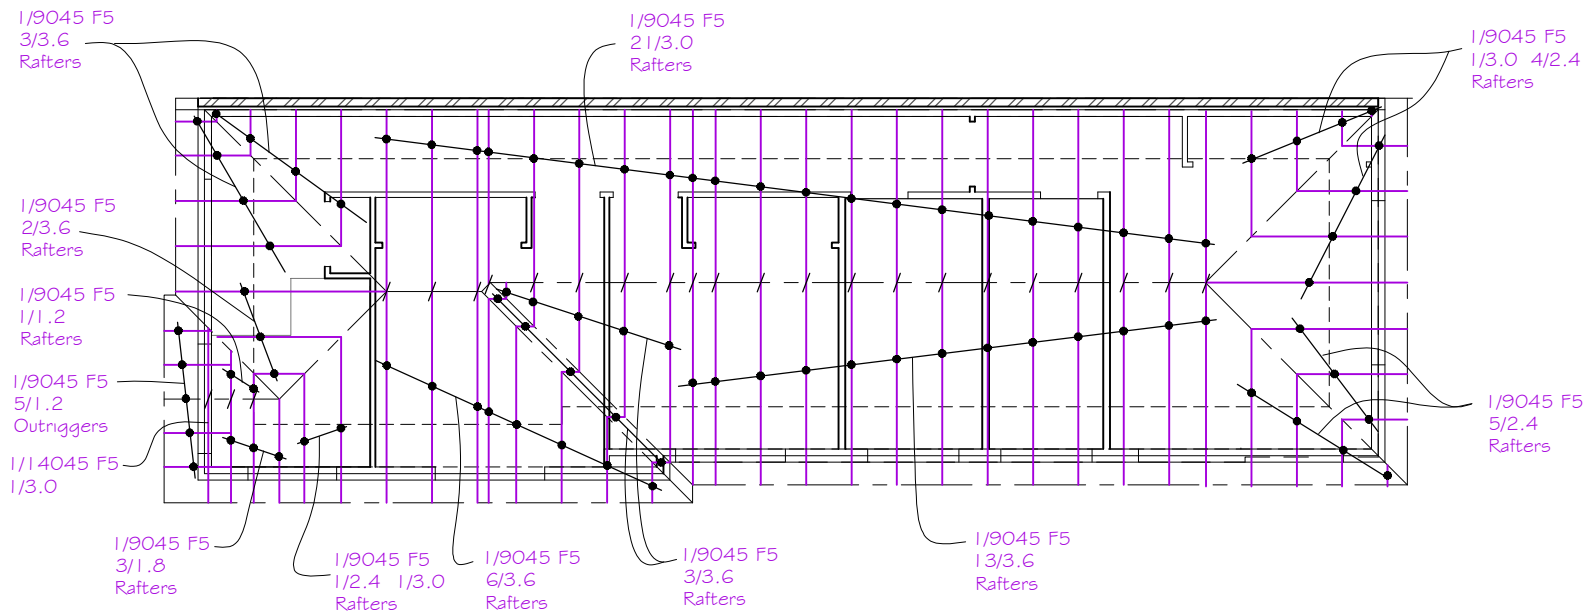 1/9045 F5
3/3.6
Rafters
1/9045 F5
21/3.0
Rafters
1/9045 F5
1/3.0 4/2.4
Rafters
1/9045 F5
2/3.6
Rafters
1/9045 F5
1/1.2
Rafters
1/9045 F5
5/1.2
Outriggers
1/14045 F5
1/3.0
1/9045 F5
5/2.4
Rafters
1/9045 F5
3/1.8
Rafters
1/9045 F5
1/2.4 1/3.0
Rafters
1/9045 F5
6/3.6
Rafters
1/9045 F5
3/3.6
Rafters
1/9045 F5
13/3.6
Rafters